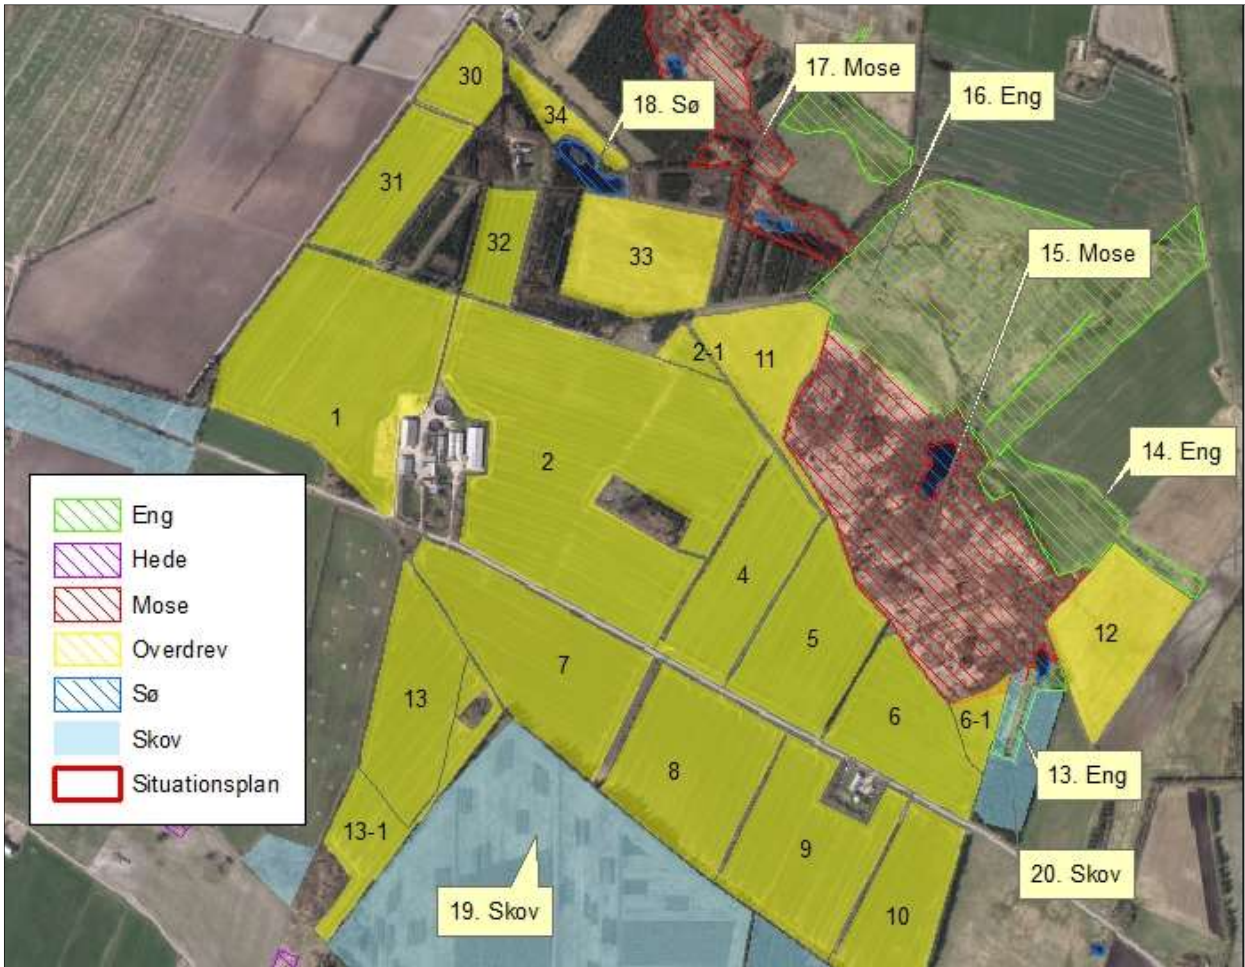 30
17. Mose
34
18. Sø
16. Eng
31
32
33
15. Mose
2-1
11
1
2
14. Eng
Eng
Hede
Mose
Overdrev
Sø
Skov
Situationsplan
4
5
12
7
13
6
6-1
8
13. Eng
13-1
9
20. Skov
19. Skov
10